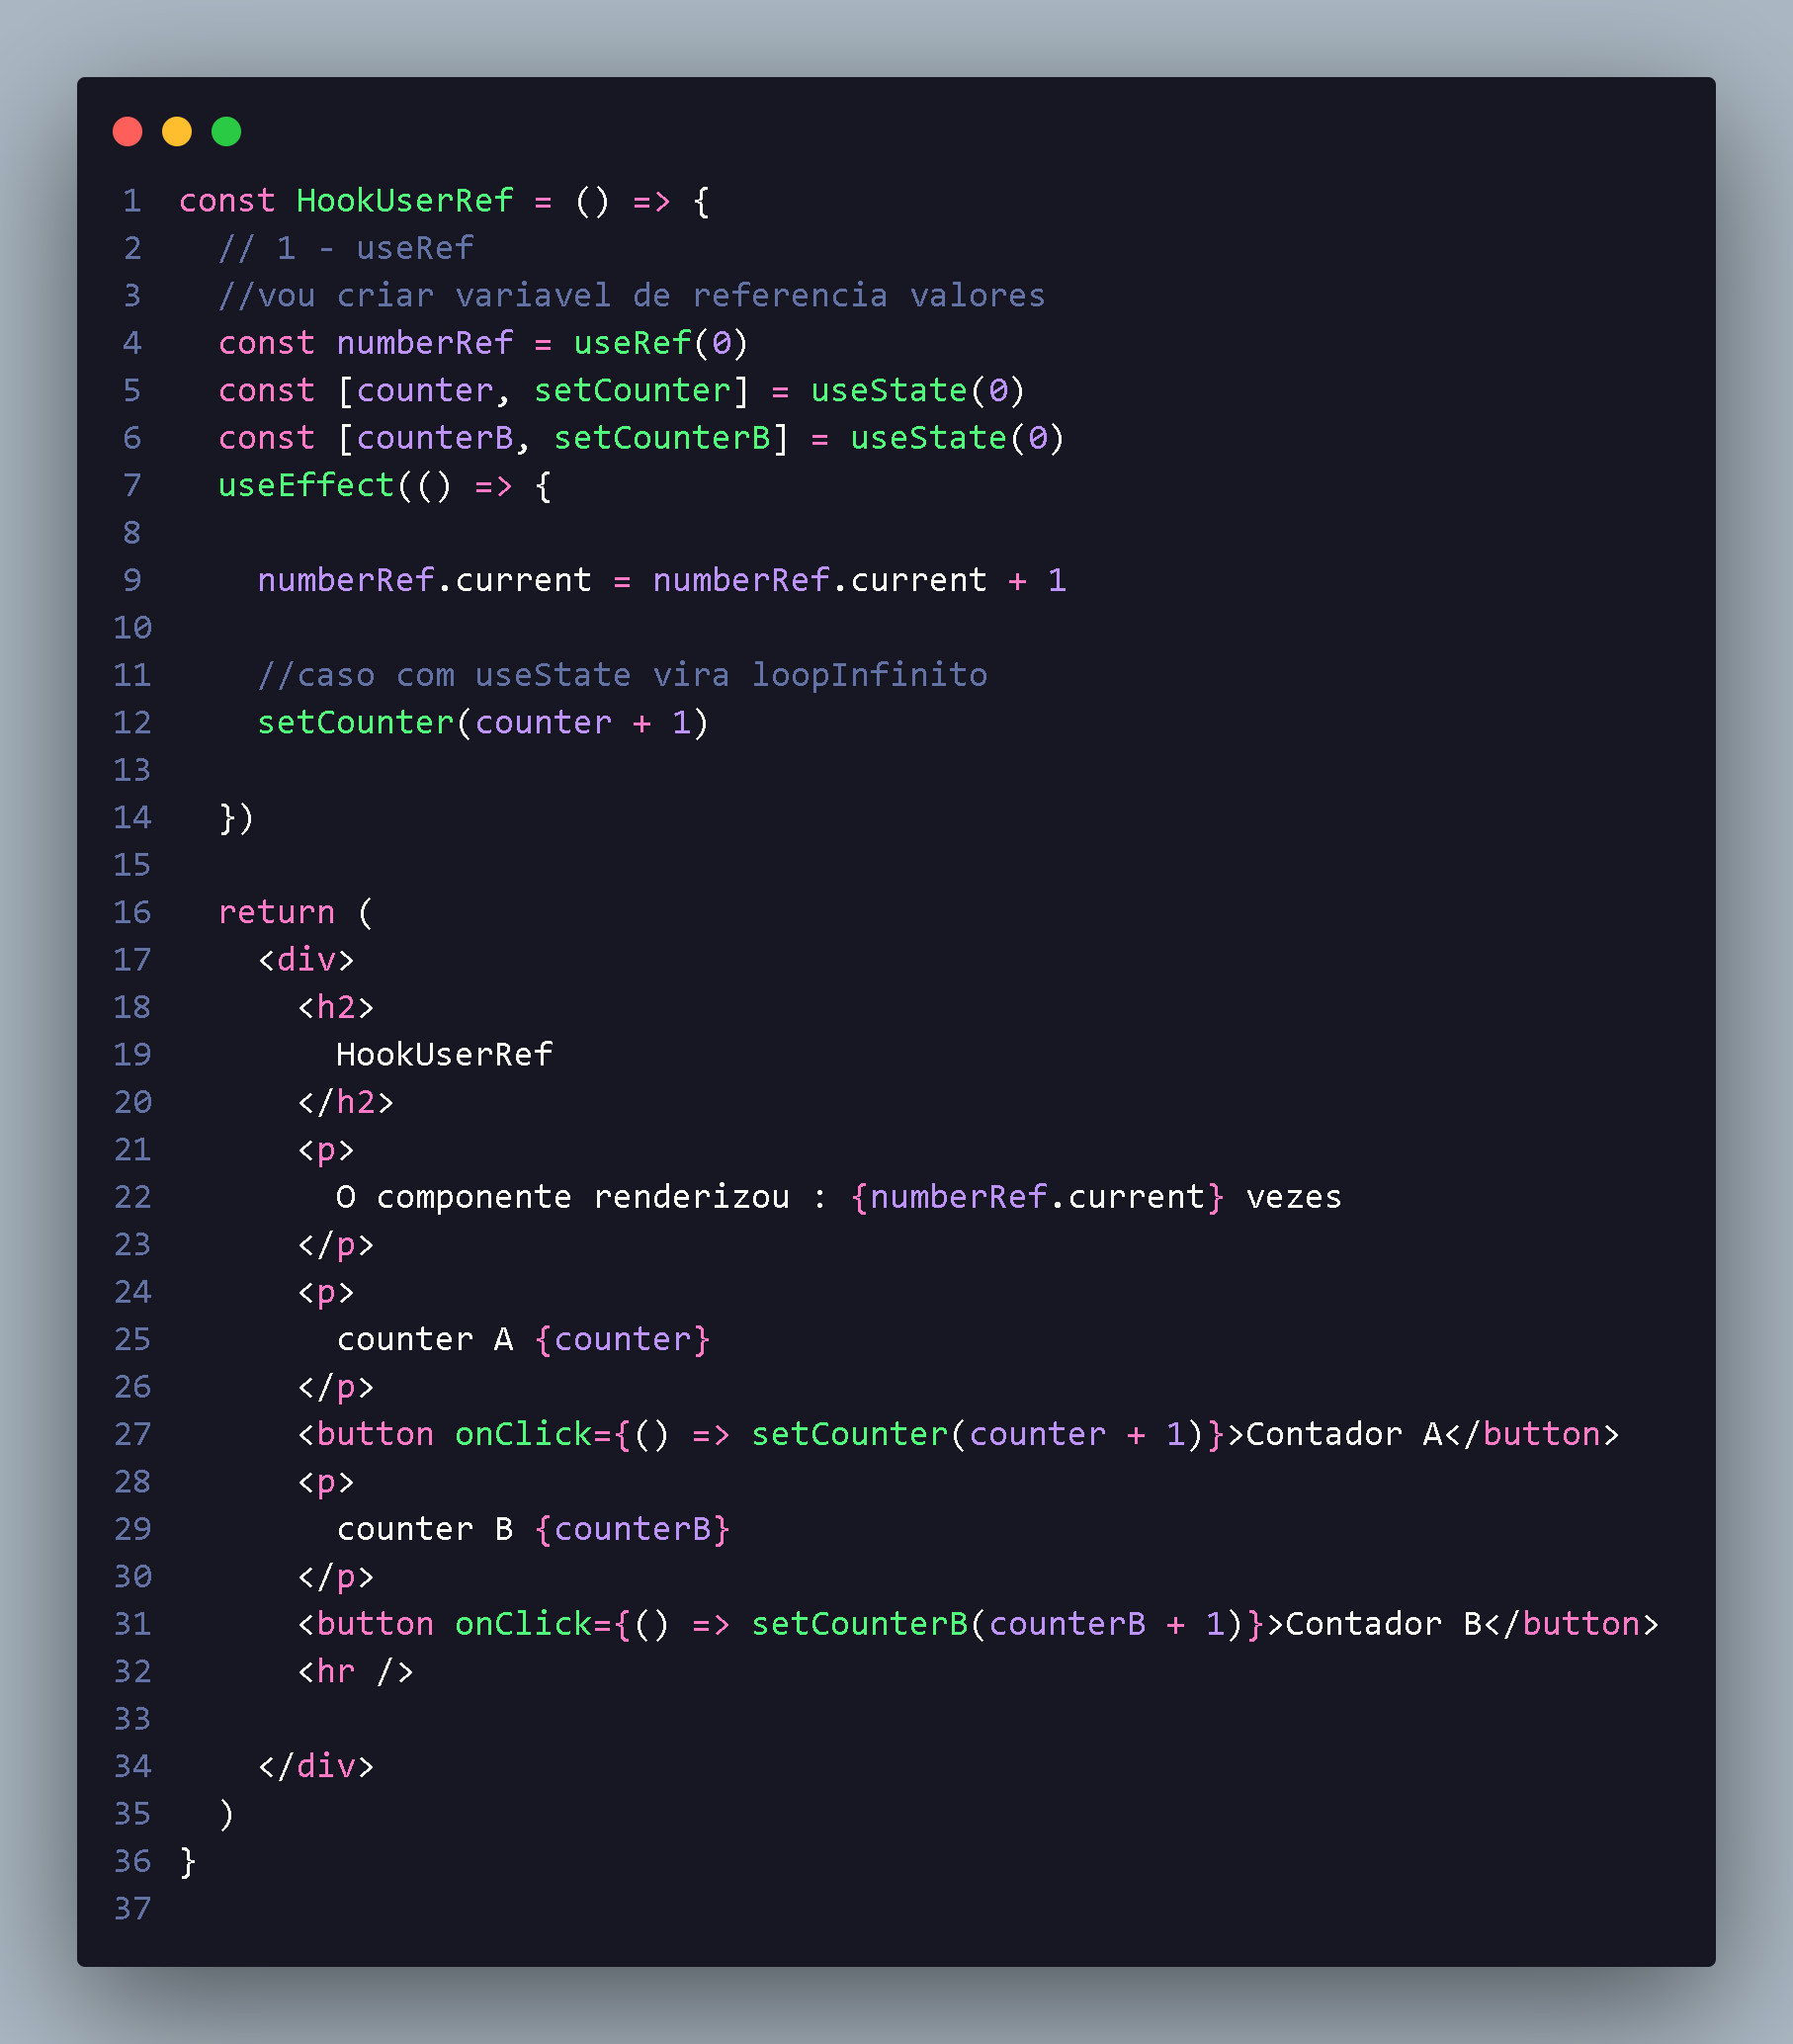 1 const HookUserRef = () => {
2 // 1 - useRef
3 //vou criar variavel de referencia valores
4 const numberRef = useRef(0)
5 const [counter, setCounter] = useState(0)
6 const [counterB, setCounterB] = useState(0)
7 useEffect(() => {
8
9 numberRef.current = numberRef.current + 1
10
11 //caso com useState vira loopInfinito
12 setCounter(counter + 1)
13
14 })
15
16 return (
17 <div>
18 <h2>
19 HookUserRef
20 </h2>
21 <p>
22 O componente renderizou : {numberRef.current} vezes
23 </p>
24 <p>
25 counter A {counter}
26 </p>
27 <button onClick={() => setCounter(counter + 1)}>Contador A</button>
28 <p>
29 counter B {counterB}
30 </p>
31 <button onClick={() => setCounterB(counterB + 1)}>Contador B</button>
32 <hr />
33
34 </div>
35 )
36 }
37